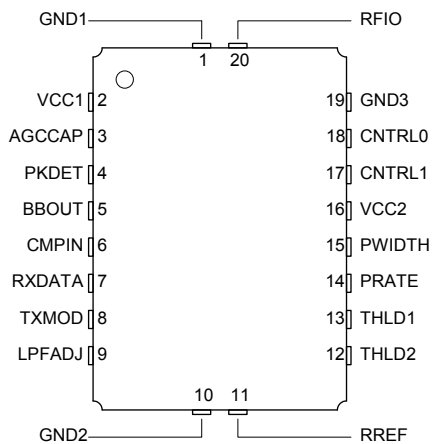 GND1 RFIO
1 20
VCC1 2 19 GND3
AGCCAP 3 18 CNTRL0
PKDET 4 17 CNTRL1
BBOUT 5 16 VCC2
CMPIN 6 15 PWIDTH
RXDATA 7 14 PRATE
TXMOD 8 13 THLD1
LPFADJ 9 12 THLD2
10 11
GND2 RREF